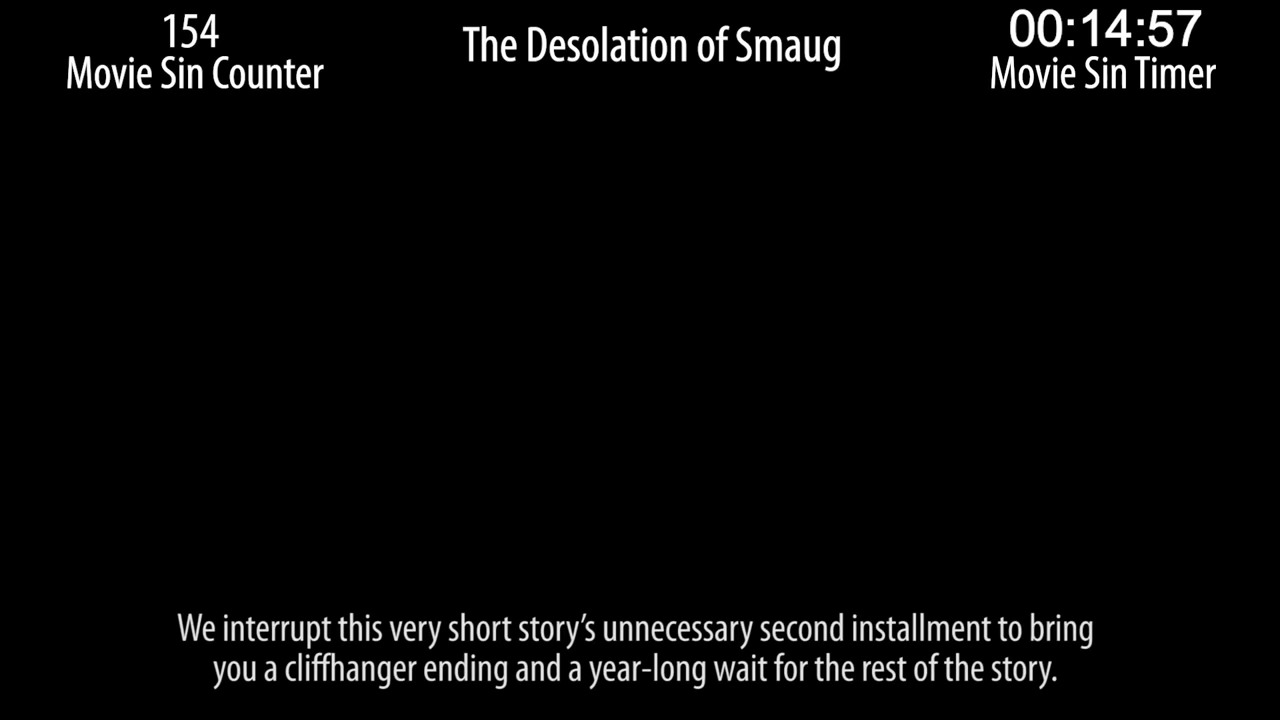 154
Movie Sin Counter
The Desolation of Smaug
00:14:57
Movie Sin Timer
We interrupt this very short story’s unnecessary second installment to bring
you a cliffhanger ending and a year-long wait for the rest of the story.